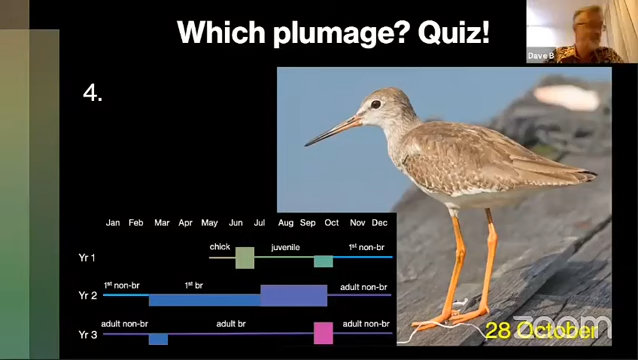 Which plumage? Quiz!
Dave B
4.
Jan Feb Mar Apr May Jun Jul Aug Sep Oct Nov Dec
chick juvenile 1st non-br
Yr 1
1st non-br 1st br adult non-br
Yr 2
adult non-br adult br adult non-br
Yr 3
28 October
zoom